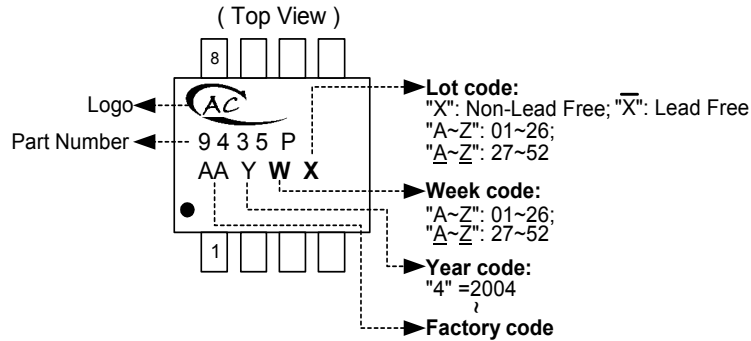 ( Top View )
8
Logo
AC
Part Number
9 4 3 5 P
AA Y W X
1
Lot code:
"X": Non-Lead Free; "X̅": Lead Free
"A~Z": 01~26;
"A̲~Z̲": 27~52
Week code:
"A~Z": 01~26;
"A̲~Z̲": 27~52
Year code:
"4" =2004
~
Factory code